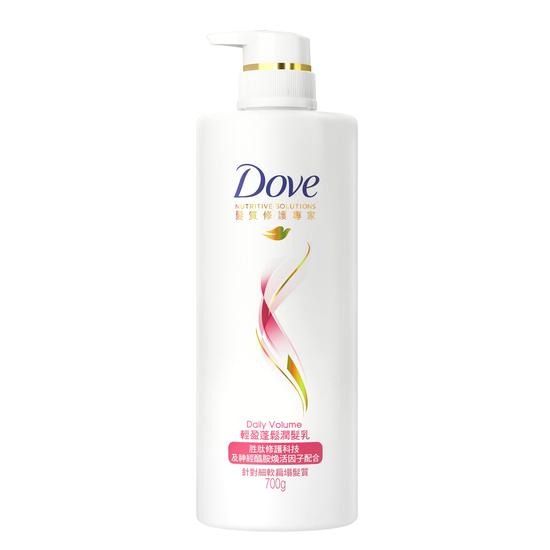 Dove
NUTRITIVE SOLUTIONS
髮質修護專家
Daily Volume
輕盈蓬鬆潤髮乳
胜肽修護科技
及神經醯胺煥活因子配合
針對細軟扁塌髮質
700g